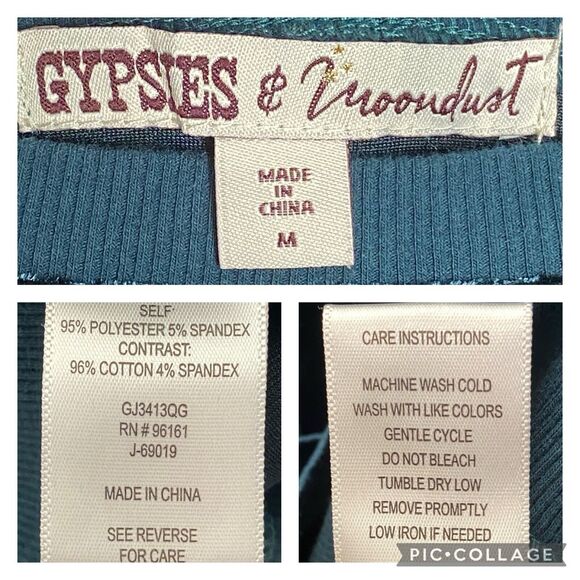 GYPSIES & Moondust
MADE
IN
CHINA
M
SELF:
95% POLYESTER 5% SPANDEX
CONTRAST:
96% COTTON 4% SPANDEX
GJ3413QG
RN # 96161
J-69019
MADE IN CHINA
SEE REVERSE
FOR CARE
CARE INSTRUCTIONS
MACHINE WASH COLD
WASH WITH LIKE COLORS
GENTLE CYCLE
DO NOT BLEACH
TUMBLE DRY LOW
REMOVE PROMPTLY
LOW IRON IF NEEDED
PIC•COLLAGE